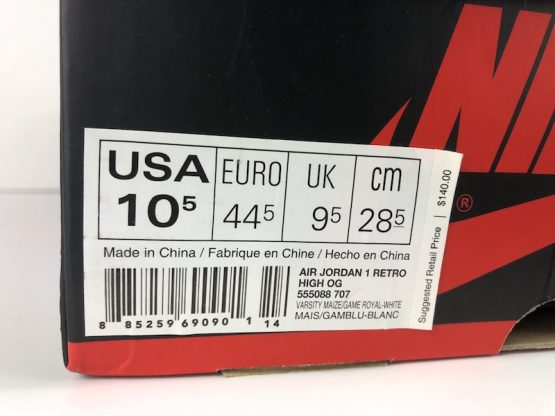 NIK
®
USA EURO UK cm
10⁵ 44⁵ 9⁵ 28⁵
Made in China / Fabrique en Chine / Hecho en China
AIR JORDAN 1 RETRO
HIGH OG
555088 707
VARSITY MAIZE/GAME ROYAL-WHITE
MAIS/GAMBLU-BLANC
8 85259 69090 1 14
Suggested Retail Price | $140.00